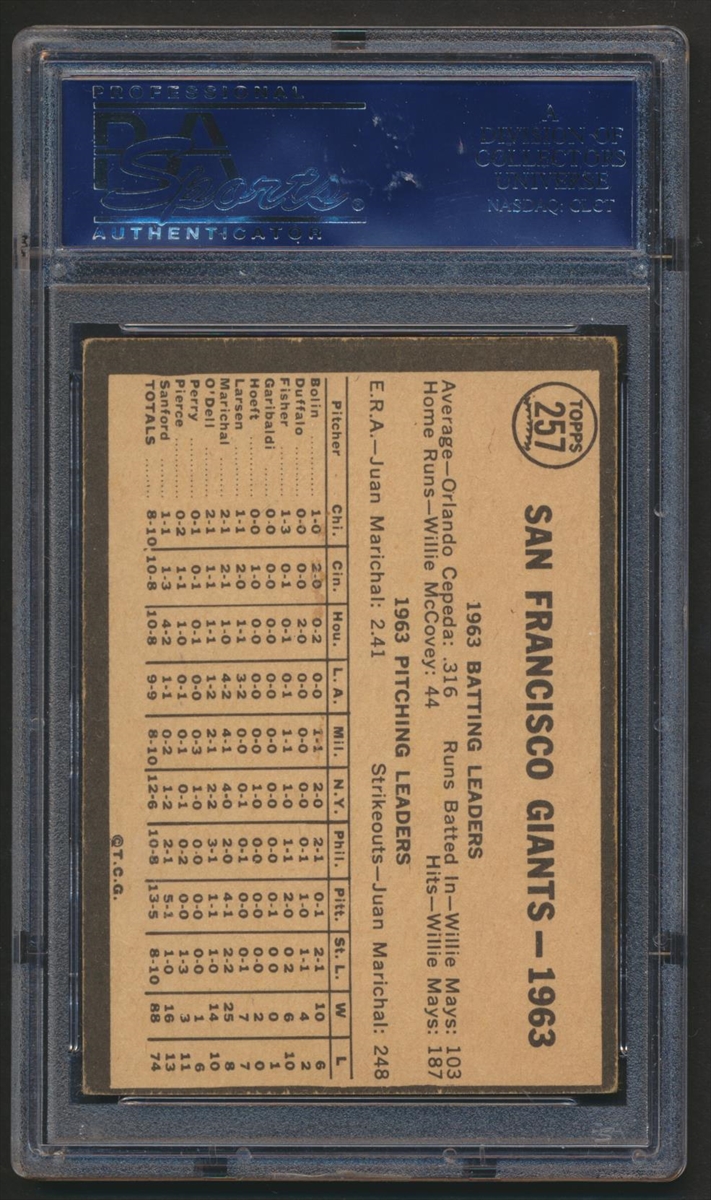 PROFESSIONAL
PSA
Sports®
AUTHENTICATOR
A
DIVISION OF
COLLECTORS
UNIVERSE
NASDAQ: CLCT
TOPPS
257
SAN FRANCISCO GIANTS—1963
1963 BATTING LEADERS
Average—Orlando Cepeda: .316 Runs Batted In—Willie Mays: 103
Home Runs—Willie McCovey: 44 Hits—Willie Mays: 187
1963 PITCHING LEADERS
E.R.A.—Juan Marichal: 2.41 Strikeouts—Juan Marichal: 248
Pitcher Chi. Cin. Hou. L. A. Mil. N.Y. Phil. Pitt. St. L. W L
Bolin ........ 1-0 2-0 0-2 0-0 1-1 2-0 2-1 0-1 2-1 10 6
Duffalo ........ 0-0 0-0 2-0 0-0 0-0 0-0 0-1 1-0 1-1 4 2
Fisher ........ 1-3 0-1 0-1 0-1 1-1 1-0 1-1 2-0 0-2 6 10
Garibaldi .... 0-0 0-0 0-0 0-0 0-0 0-0 0-0 0-1 0-0 0 1
Hoeft ........ 0-0 1-0 0-0 0-0 0-0 1-0 0-0 0-0 0-0 2 0
Larsen ........ 1-1 2-0 1-1 3-2 0-0 0-1 0-1 0-0 0-1 7 7
Marichal .... 2-1 2-1 1-0 4-2 4-1 4-0 2-0 4-1 2-2 25 8
O'Dell ........ 2-1 1-1 1-1 1-2 2-1 2-2 3-1 1-1 1-0 14 10
Perry ........ 0-1 0-1 0-0 0-1 0-3 1-0 0-0 0-0 0-0 1 6
Pierce ........ 0-2 1-1 1-0 0-1 0-1 0-1 0-2 0-0 1-3 3 11
Sanford ...... 1-1 1-3 4-2 1-1 0-2 1-2 2-1 5-1 1-0 16 13
TOTALS ...... 8-10 10-8 10-8 9-9 8-10 12-6 10-8 13-5 8-10 88 74
©T.C.G.